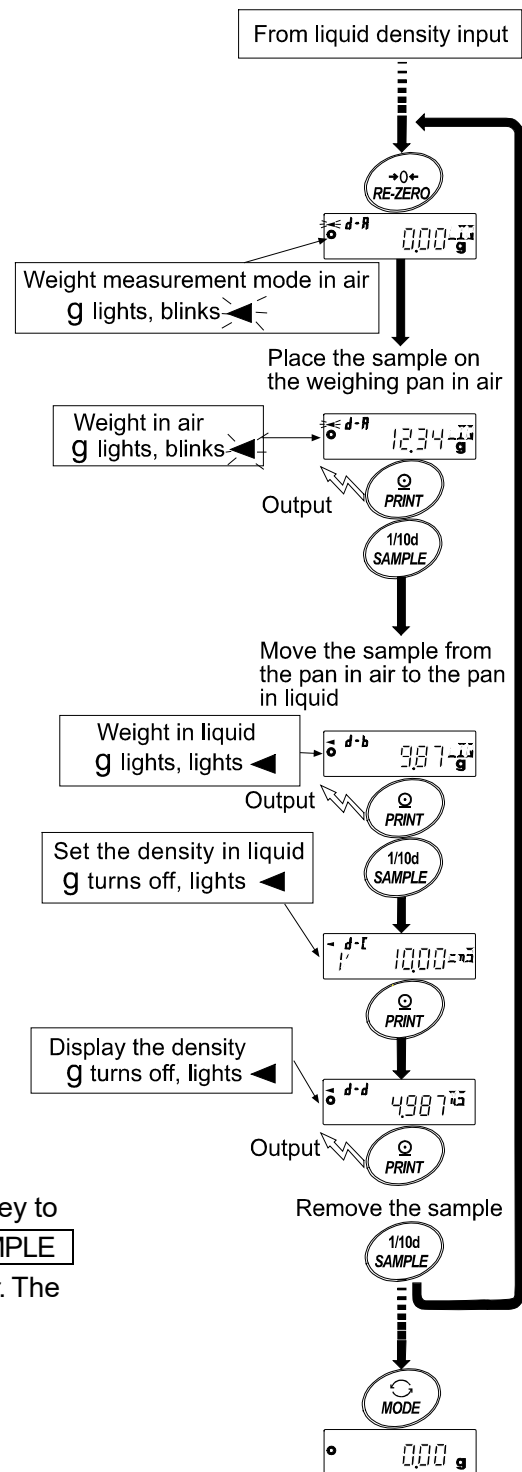 From liquid density input
→0←
RE-ZERO
d-A
0.00 g
Weight measurement mode in air
g lights, blinks
Place the sample on
the weighing pan in air
Weight in air
g lights, blinks
d-A
12.34 g
Output
PRINT
1/10d
SAMPLE
Move the sample from
the pan in air to the pan
in liquid
Weight in liquid
g lights, lights
d-b
9.87 g
Output
PRINT
1/10d
SAMPLE
Set the density in liquid
g turns off, lights
d-C
10.00
PRINT
Display the density
g turns off, lights
d-d
4.987
Output
PRINT
ey to
Remove the sample
MPLE
1/10d
SAMPLE
. The
MODE
0.00 g